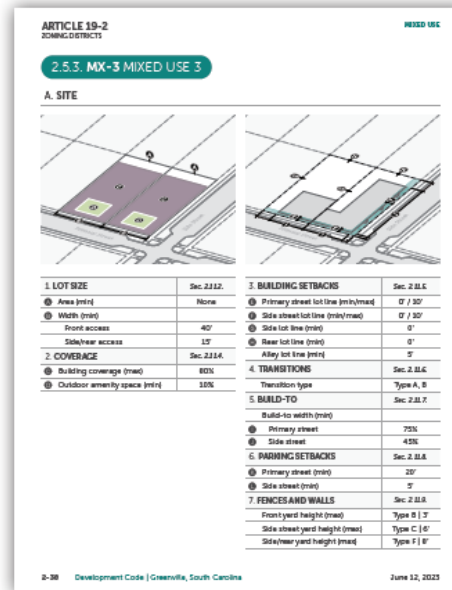 ARTICLE 19-2
ZONING DISTRICTS
MIXED USE
2.5.3. MX-3 MIXED USE 3
A. SITE
1. LOT SIZE Sec. 2.11.2.
Area (min) None
Width (min)
Front access 40'
Side/rear access 15'
2. COVERAGE Sec. 2.11.4.
Building coverage (max) 80%
Outdoor amenity space (min) 10%
3. BUILDING SETBACKS Sec. 2.11.5.
Primary street lot line (min/max) 0' / 10'
Side street lot line (min/max) 0' / 10'
Side lot line (min) 0'
Rear lot line (min) 0'
Alley lot line (min) 5'
4. TRANSITIONS Sec. 2.11.6.
Transition type Type A, B
5. BUILD-TO Sec. 2.11.7.
Build-to width (min)
Primary street 75%
Side street 45%
6. PARKING SETBACKS Sec. 2.11.8.
Primary street (min) 20'
Side street (min) 5'
7. FENCES AND WALLS Sec. 2.11.9.
Front yard height (max) Type B | 3'
Side street yard height (max) Type C | 6'
Side/rear yard height (max) Type F | 8'
2-38 Development Code | Greenville, South Carolina June 12, 2023